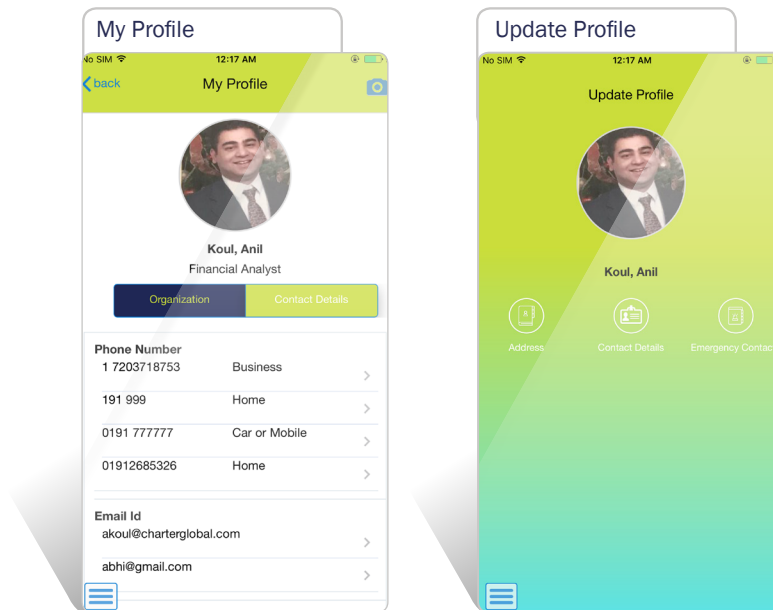 My Profile
No SIM 12:17 AM
back My Profile
Koul, Anil
Financial Analyst
Organization Contact Details
Phone Number
1 7203718753 Business
191 999 Home
0191 777777 Car or Mobile
01912685326 Home
Email Id
akoul@charterglobal.com
abhi@gmail.com
Update Profile
No SIM 12:17 AM
Update Profile
Koul, Anil
Address Contact Details Emergency Contac